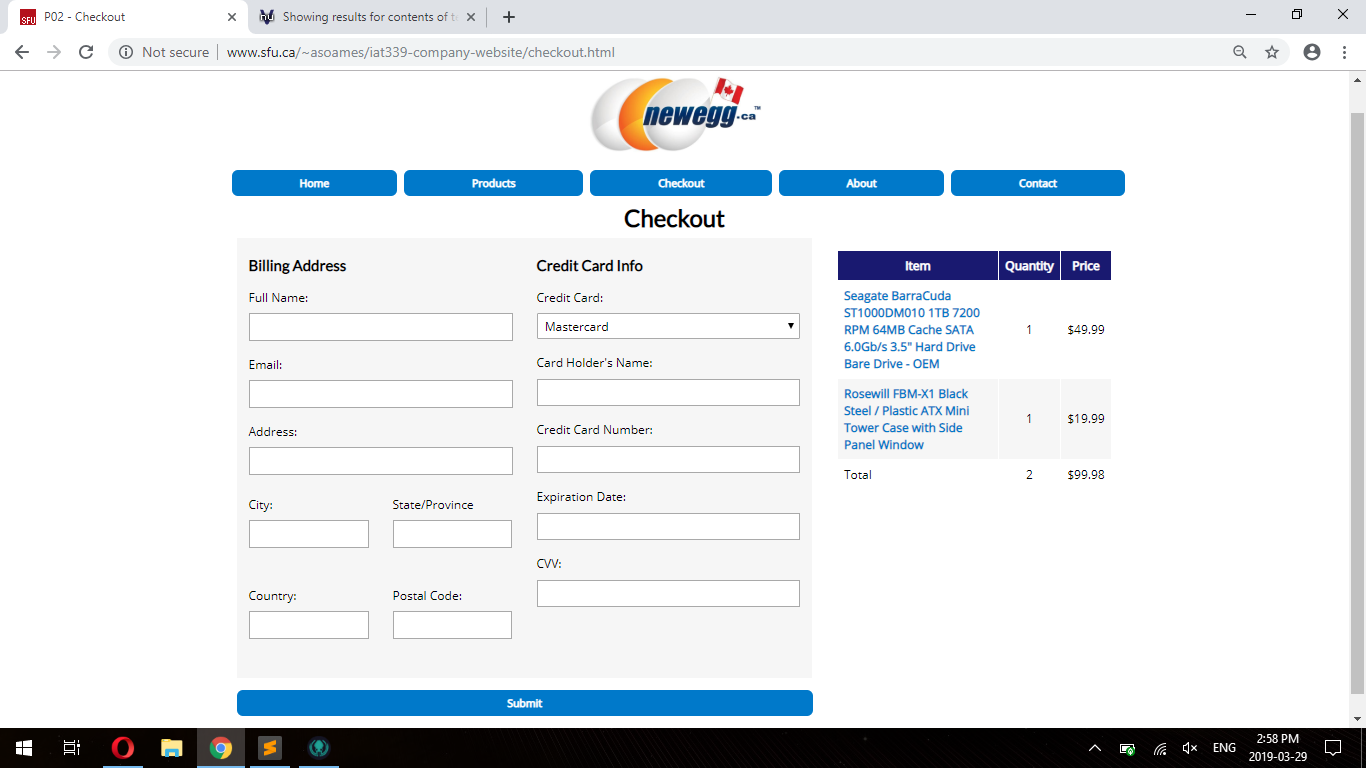 P02 - Checkout
Showing results for contents of t
Not secure
www.sfu.ca/~asoames/iat339-company-website/checkout.html
newegg.ca™
Home
Products
Checkout
About
Contact
Checkout
Billing Address
Full Name:
Email:
Address:
City:
State/Province
Country:
Postal Code:
Credit Card Info
Credit Card:
Mastercard
Card Holder's Name:
Credit Card Number:
Expiration Date:
CVV:
Submit
Item Quantity Price
Seagate BarraCuda
ST1000DM010 1TB 7200
RPM 64MB Cache SATA
6.0Gb/s 3.5" Hard Drive
Bare Drive - OEM
1 $49.99
Rosewill FBM-X1 Black
Steel / Plastic ATX Mini
Tower Case with Side
Panel Window
1 $19.99
Total 2 $99.98
ENG
2:58 PM
2019-03-29